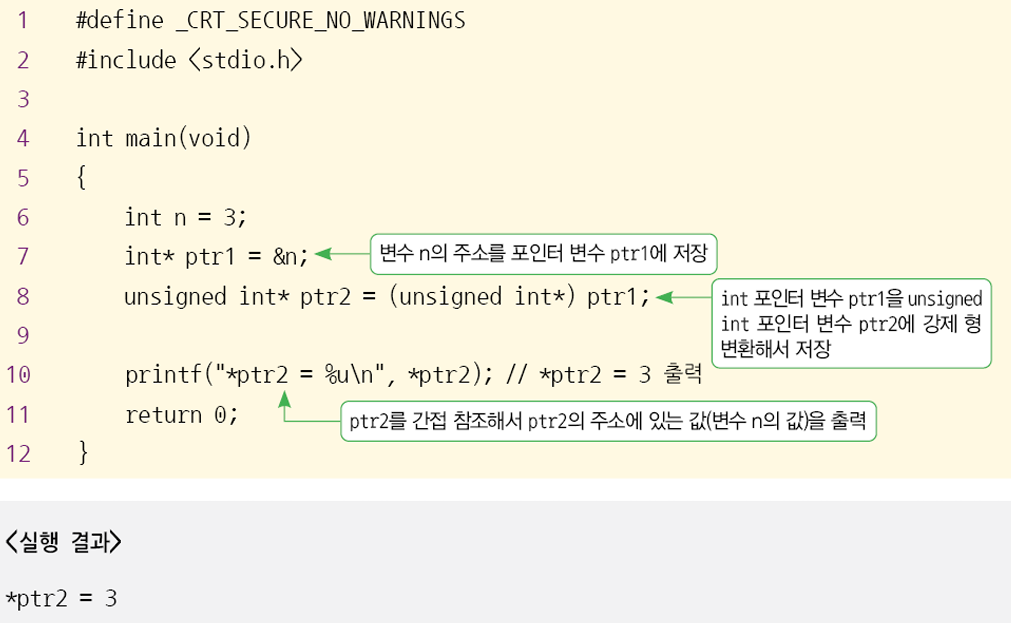 1 #define _CRT_SECURE_NO_WARNINGS
2 #include <stdio.h>
3
4 int main(void)
5 {
6 int n = 3;
7 int* ptr1 = &n; 변수 n의 주소를 포인터 변수 ptr1에 저장
8 unsigned int* ptr2 = (unsigned int*) ptr1;
int 포인터 변수 ptr1을 unsigned
int 포인터 변수 ptr2에 강제 형
변환해서 저장
9
10 printf("*ptr2 = %u\n", *ptr2); // *ptr2 = 3 출력
11 return 0; ptr2를 간접 참조해서 ptr2의 주소에 있는 값(변수 n의 값)을 출력
12 }
<실행 결과>
*ptr2 = 3